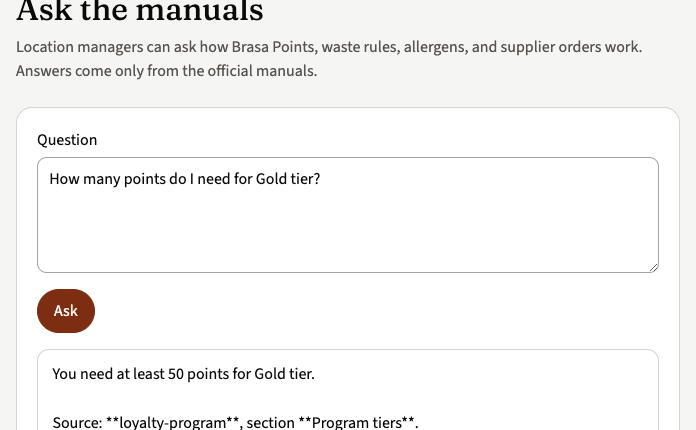 Ask the manuals
Location managers can ask how Brasa Points, waste rules, allergens, and supplier orders work.
Answers come only from the official manuals.
Question
How many points do I need for Gold tier?
Ask
You need at least 50 points for Gold tier.
Source: **loyalty-program**, section **Program tiers**.